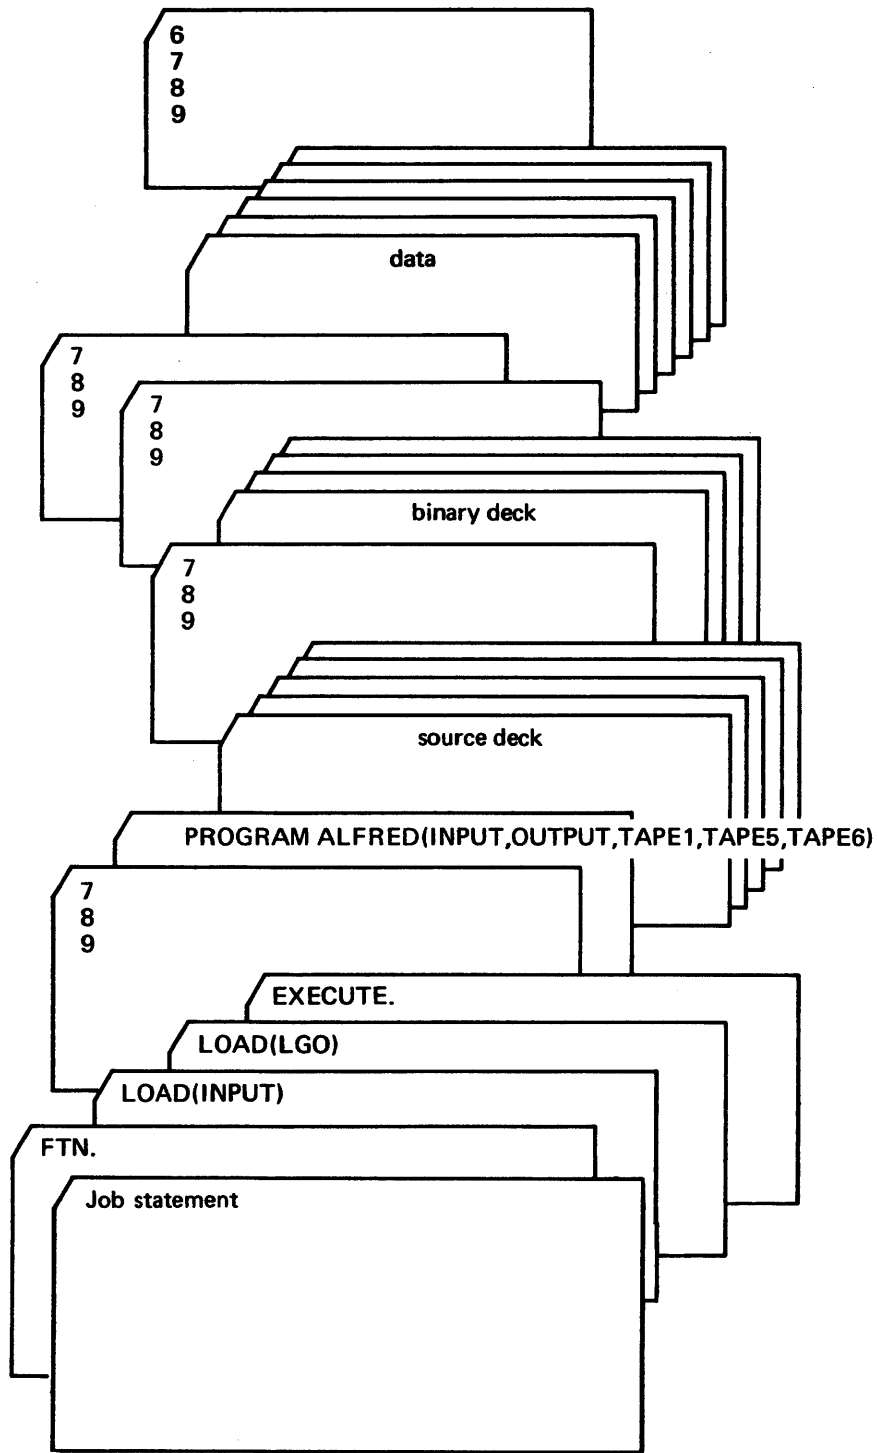 6
7
8
9
data
7
8
9
7
8
9
binary deck
7
8
9
source deck
PROGRAM ALFRED(INPUT,OUTPUT,TAPE1,TAPE5,TAPE6)
7
8
9
EXECUTE.
LOAD(LGO)
LOAD(INPUT)
FTN.
Job statement